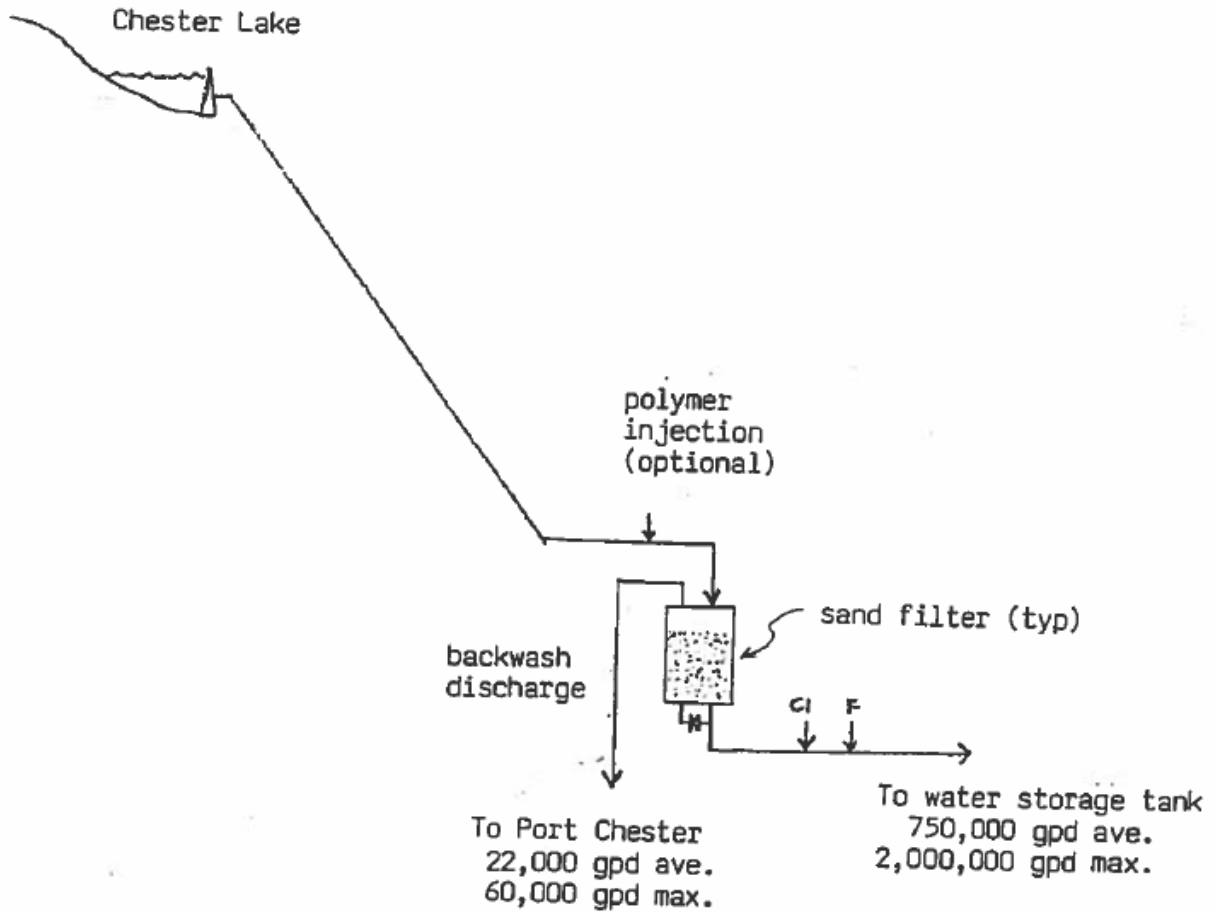 Chester Lake
polymer
injection
(optional)
sand filter (typ)
backwash
discharge
Cl
F
To Port Chester
22,000 gpd ave.
60,000 gpd max.
To water storage tank
750,000 gpd ave.
2,000,000 gpd max.